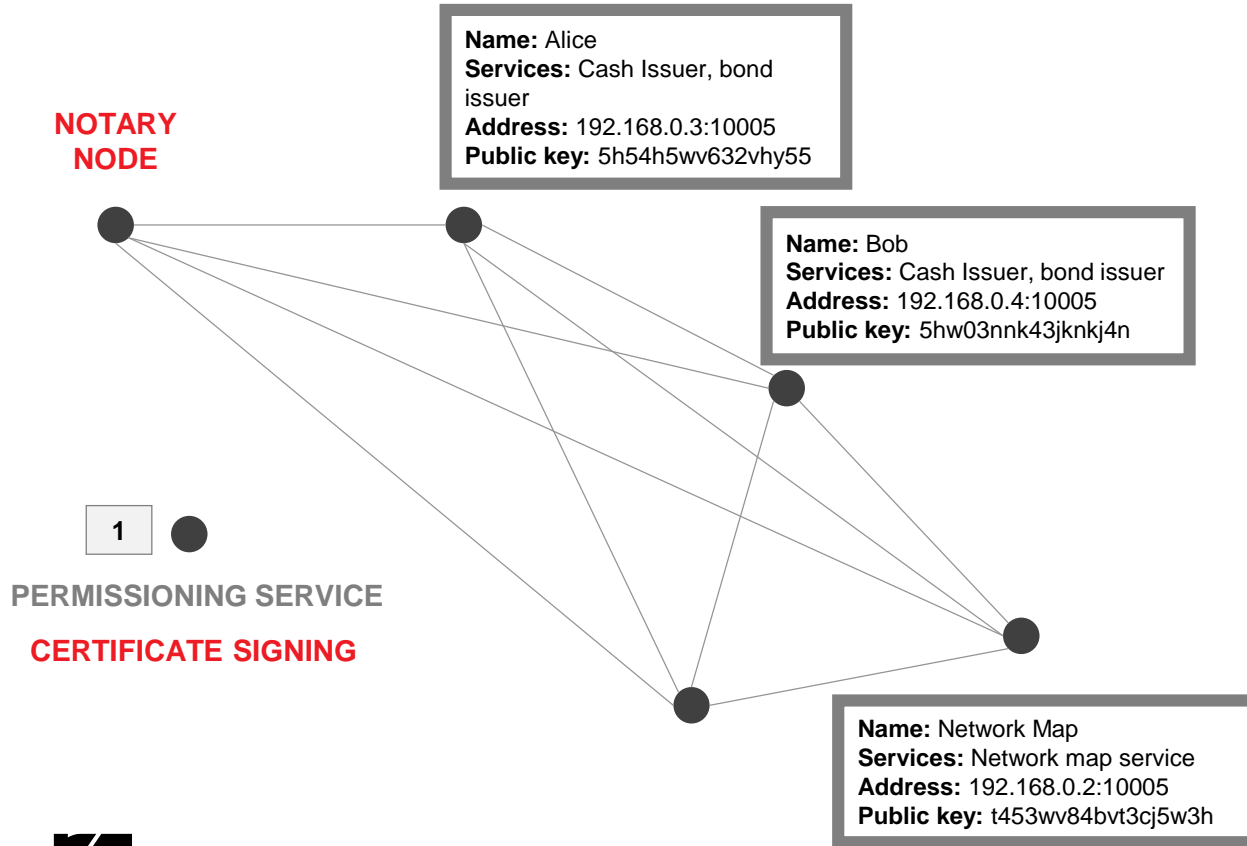 Name: Alice
Services: Cash Issuer, bond
issuer
Address: 192.168.0.3:10005
Public key: 5h54h5wv632vhy55
NOTARY
NODE
Name: Bob
Services: Cash Issuer, bond issuer
Address: 192.168.0.4:10005
Public key: 5hw03nnk43jknkj4n
1
PERMISSIONING SERVICE
CERTIFICATE SIGNING
Name: Network Map
Services: Network map service
Address: 192.168.0.2:10005
Public key: t453wv84bvt3cj5w3h